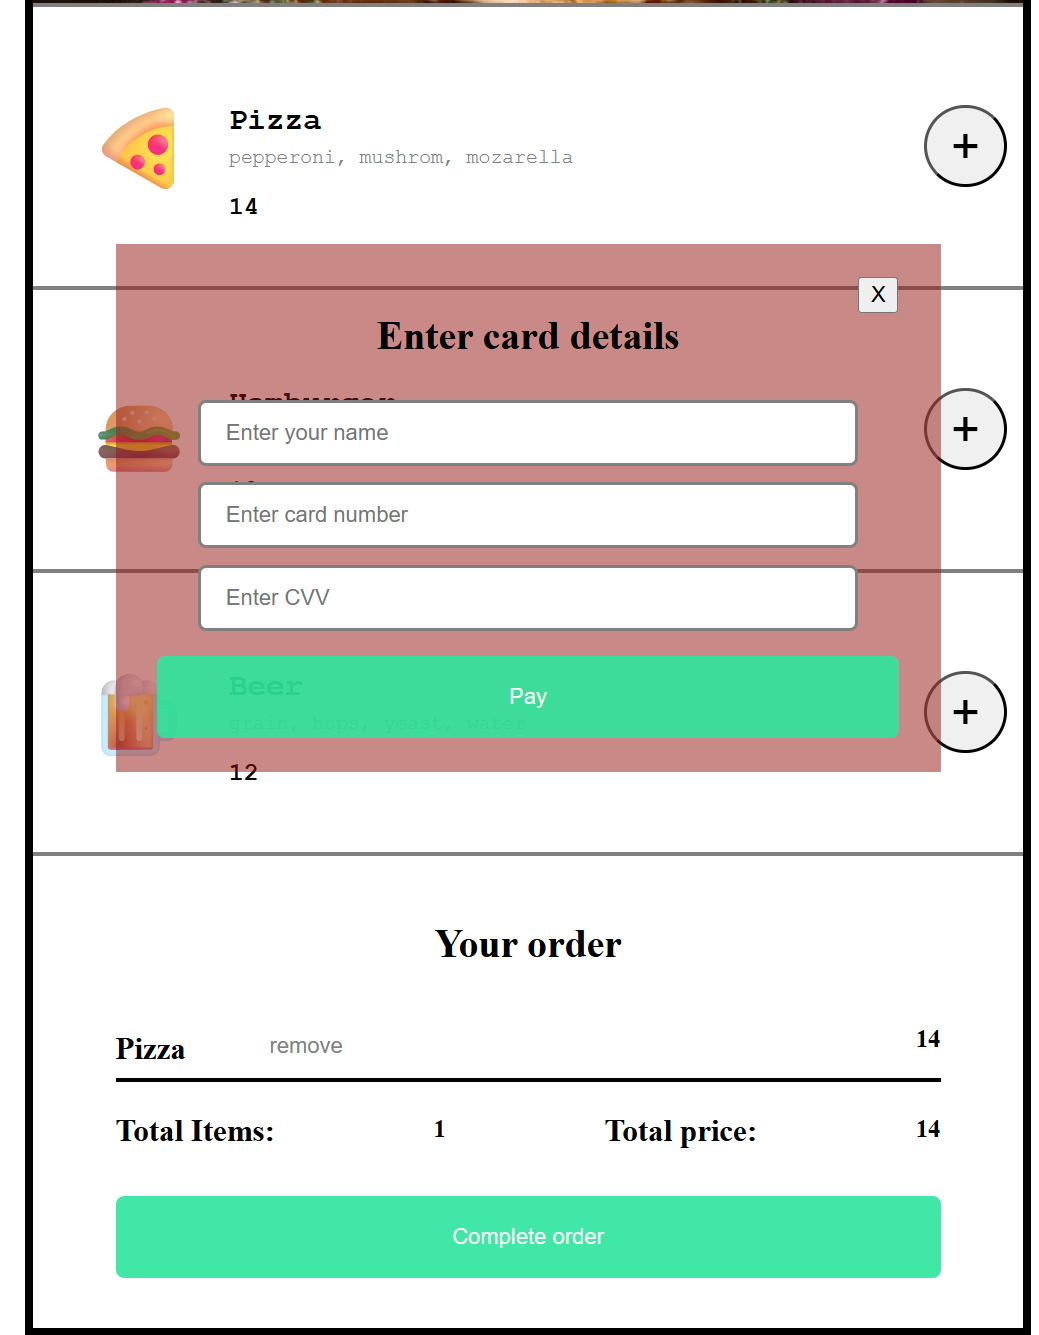 Pizza
pepperoni, mushrom, mozarella
14
+
X
Enter card details
Enter your name
+
Enter card number
Enter CVV
Beer
Pay
grain, hops, yeast, water
+
12
Your order
Pizza
remove
14
Total Items:
1
Total price:
14
Complete order